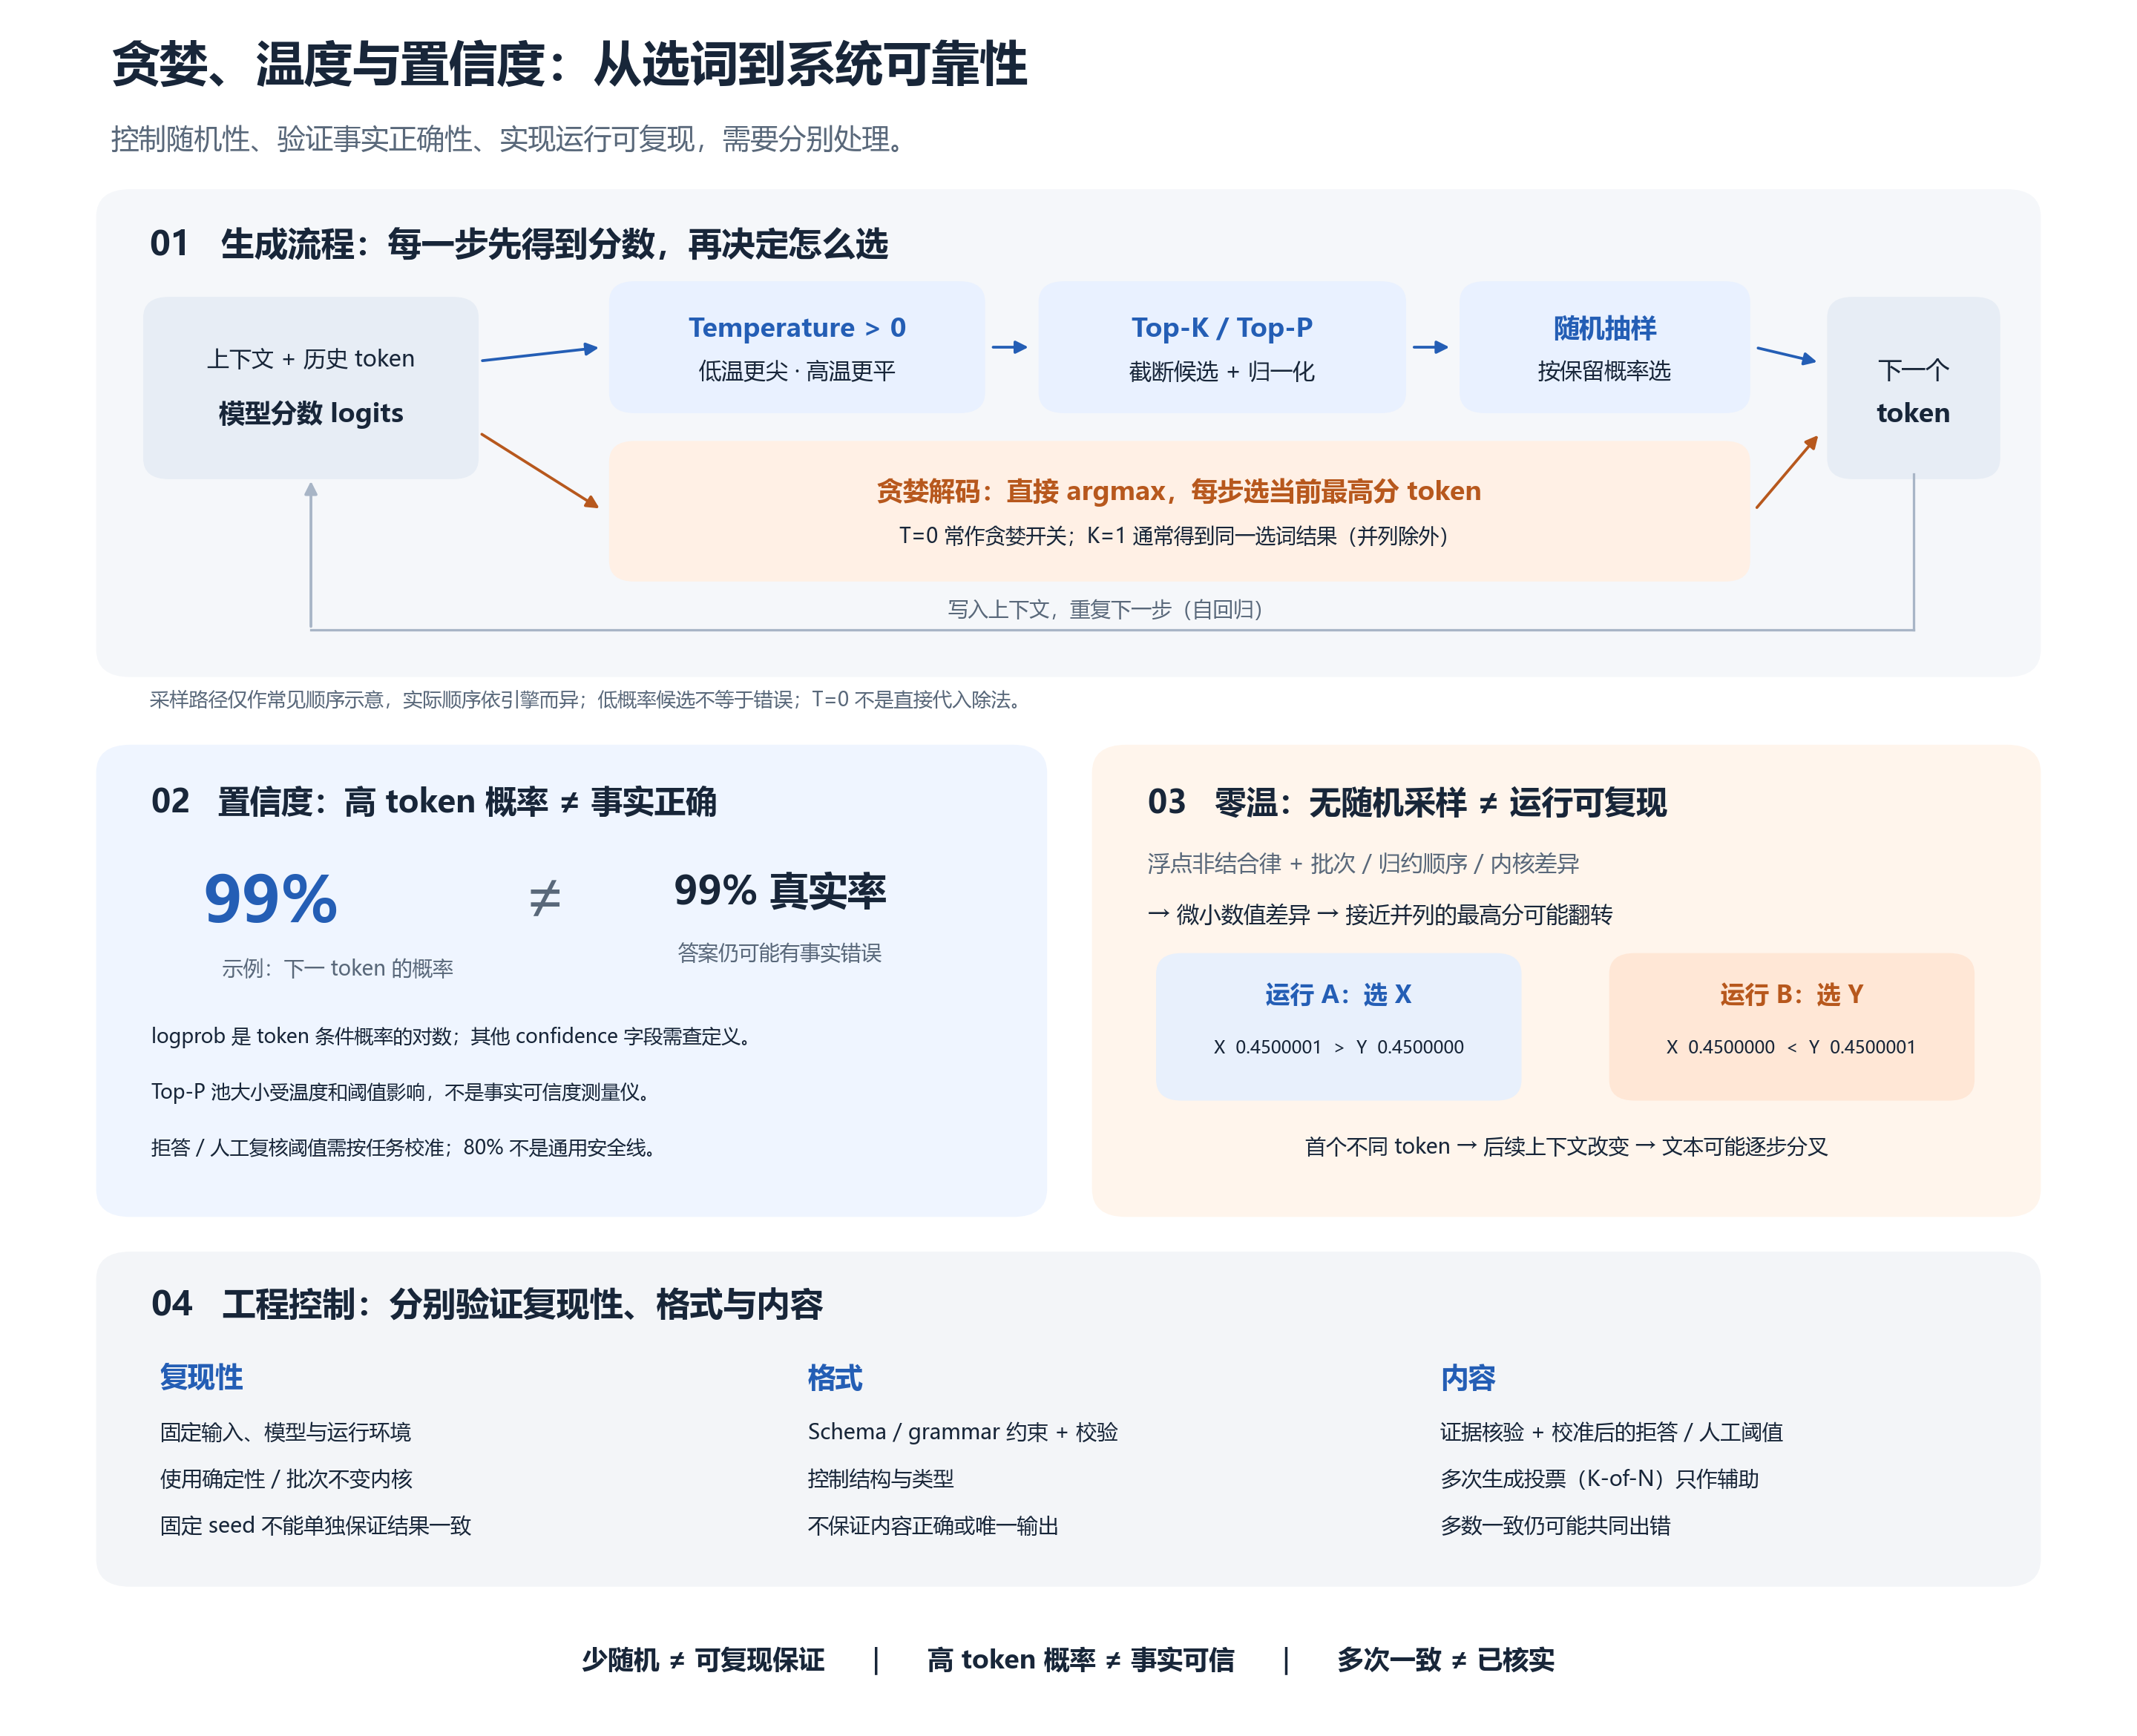 贪婪、温度与置信度：从选词到系统可靠性
控制随机性、验证事实正确性、实现运行可复现，需要分别处理。
01 生成流程：每一步先得到分数，再决定怎么选
上下文 + 历史 token
模型分数 logits
Temperature > 0
低温更尖 · 高温更平
Top-K / Top-P
截断候选 + 归一化
随机抽样
按保留概率选
下一个
token
贪婪解码：直接 argmax，每步选当前最高分 token
T=0 常作贪婪开关；K=1 通常得到同一选词结果（并列除外）
写入上下文，重复下一步（自回归）
采样路径仅作常见顺序示意，实际顺序依引擎而异；低概率候选不等于错误；T=0 不是直接代入除法。
02 置信度：高 token 概率 ≠ 事实正确
99% ≠ 99% 真实率
示例：下一 token 的概率
答案仍可能有事实错误
logprob 是 token 条件概率的对数；其他 confidence 字段需查定义。
Top-P 池大小受温度和阈值影响，不是事实可信度测量仪。
拒答 / 人工复核阈值需按任务校准；80% 不是通用安全线。
03 零温：无随机采样 ≠ 运行可复现
浮点非结合律 + 批次 / 归约顺序 / 内核差异
→ 微小数值差异 → 接近并列的最高分可能翻转
运行 A：选 X
X 0.4500001 > Y 0.4500000
运行 B：选 Y
X 0.4500000 < Y 0.4500001
首个不同 token → 后续上下文改变 → 文本可能逐步分叉
04 工程控制：分别验证复现性、格式与内容
复现性
固定输入、模型与运行环境
使用确定性 / 批次不变内核
固定 seed 不能单独保证结果一致
格式
Schema / grammar 约束 + 校验
控制结构与类型
不保证内容正确或唯一输出
内容
证据核验 + 校准后的拒答 / 人工阈值
多次生成投票（K-of-N）只作辅助
多数一致仍可能共同出错
少随机 ≠ 可复现保证 | 高 token 概率 ≠ 事实可信 | 多次一致 ≠ 已核实